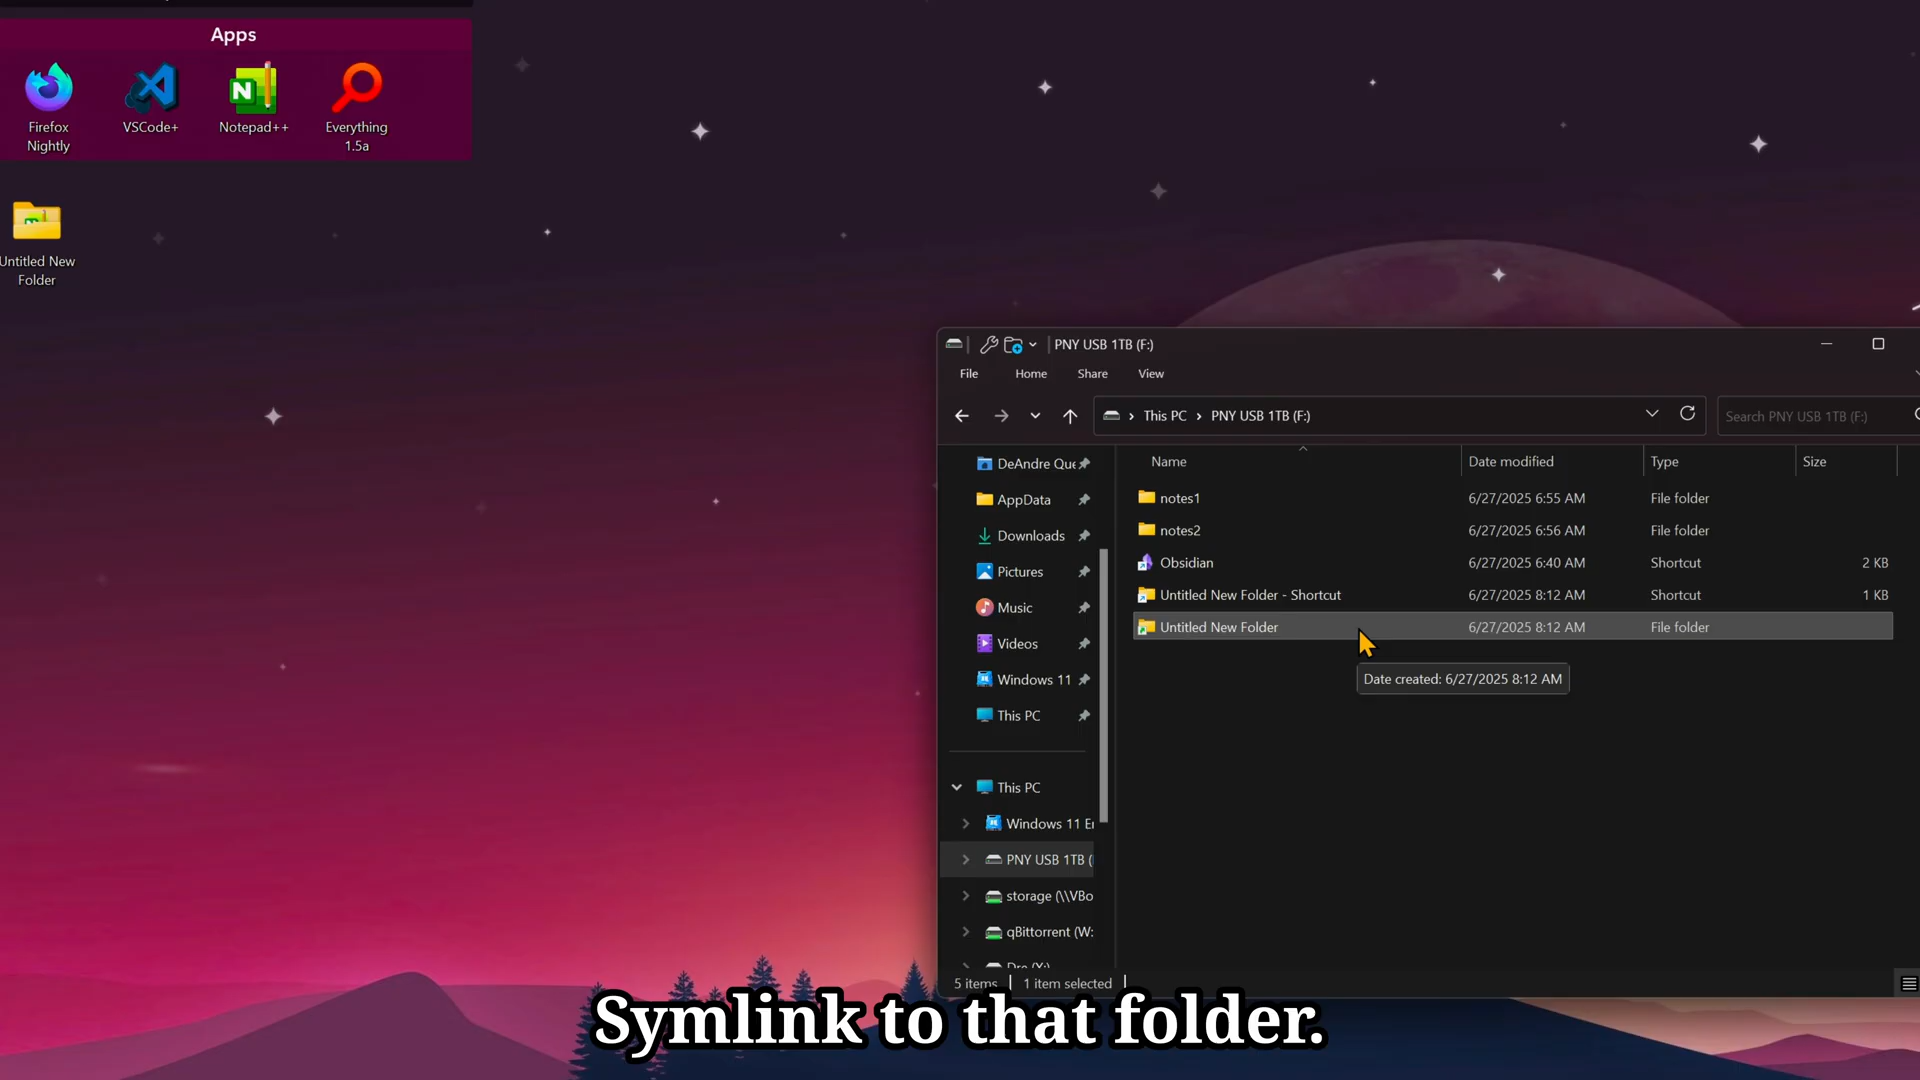 Apps
Firefox
Nightly
VSCode+
Notepad++
Everything
1.5a
Untitled New
Folder
PNY USB 1TB (F:)
File
Home
Share
View
This PC
PNY USB 1TB (F:)
Search PNY USB 1TB (F:)
Name
Date modified
Type
Size
DeAndre Que
AppData
Downloads
Pictures
Music
Videos
Windows 11
This PC
This PC
Windows 11 E
PNY USB 1TB (
storage (\\VBo
qBittorrent (W:
notes1
6/27/2025 6:55 AM
File folder
notes2
6/27/2025 6:56 AM
File folder
Obsidian
6/27/2025 6:40 AM
Shortcut
2 KB
Untitled New Folder - Shortcut
6/27/2025 8:12 AM
Shortcut
1 KB
Untitled New Folder
6/27/2025 8:12 AM
File folder
Date created: 6/27/2025 8:12 AM
5 items
1 item selected
Symlink to that folder.